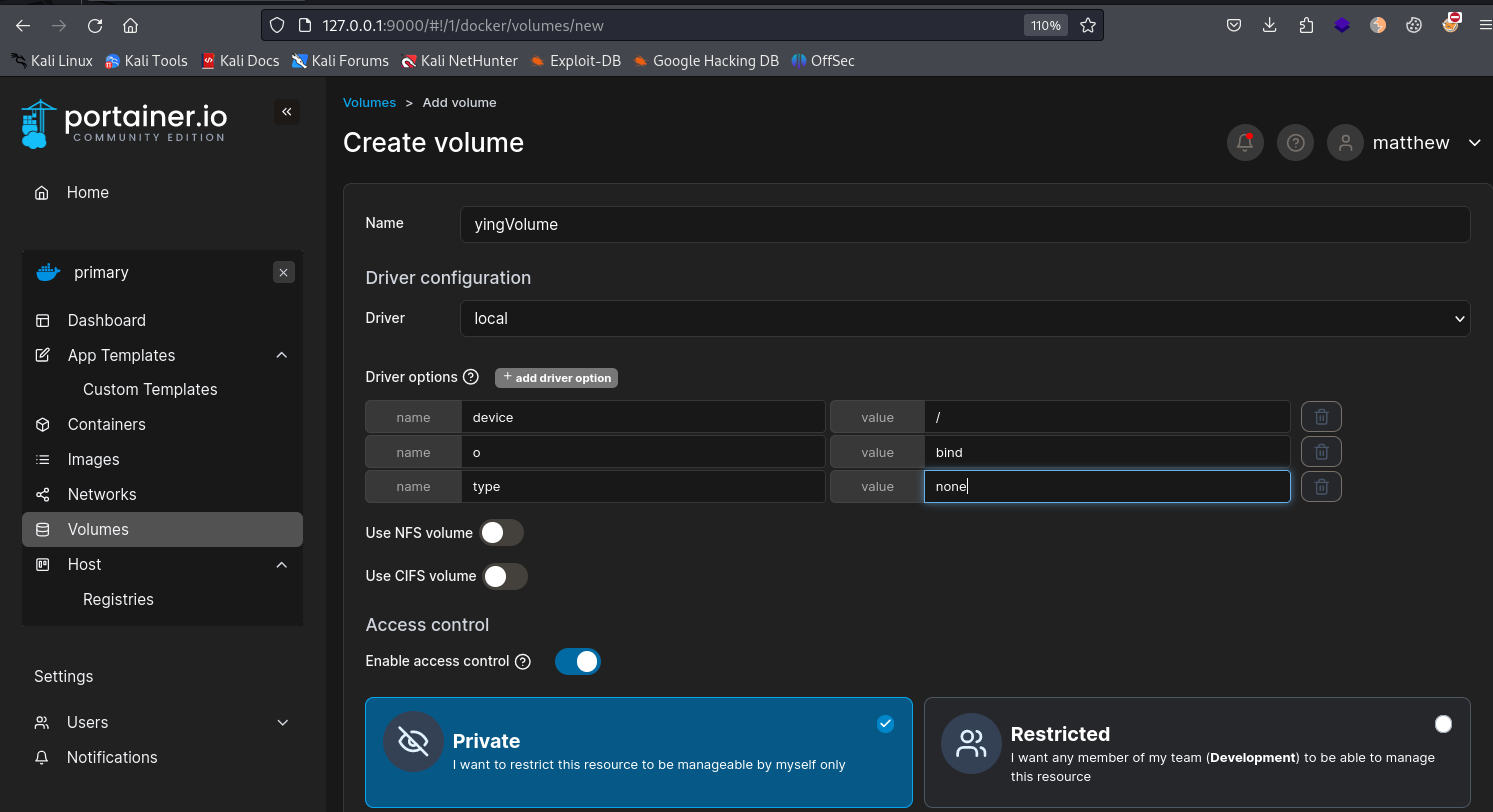 127.0.0.1:9000/#!/1/docker/volumes/new 110%
Kali Linux Kali Tools Kali Docs Kali Forums Kali NetHunter Exploit-DB Google Hacking DB OffSec
portainer.io
COMMUNITY EDITION
Home
primary
Dashboard
App Templates
Custom Templates
Containers
Images
Networks
Volumes
Host
Registries
Settings
Users
Notifications
Volumes > Add volume
Create volume
matthew
Name yingVolume
Driver configuration
Driver local
Driver options + add driver option
name device value /
name o value bind
name type value none
Use NFS volume
Use CIFS volume
Access control
Enable access control
Private
I want to restrict this resource to be manageable by myself only
Restricted
I want any member of my team (Development) to be able to manage
this resource